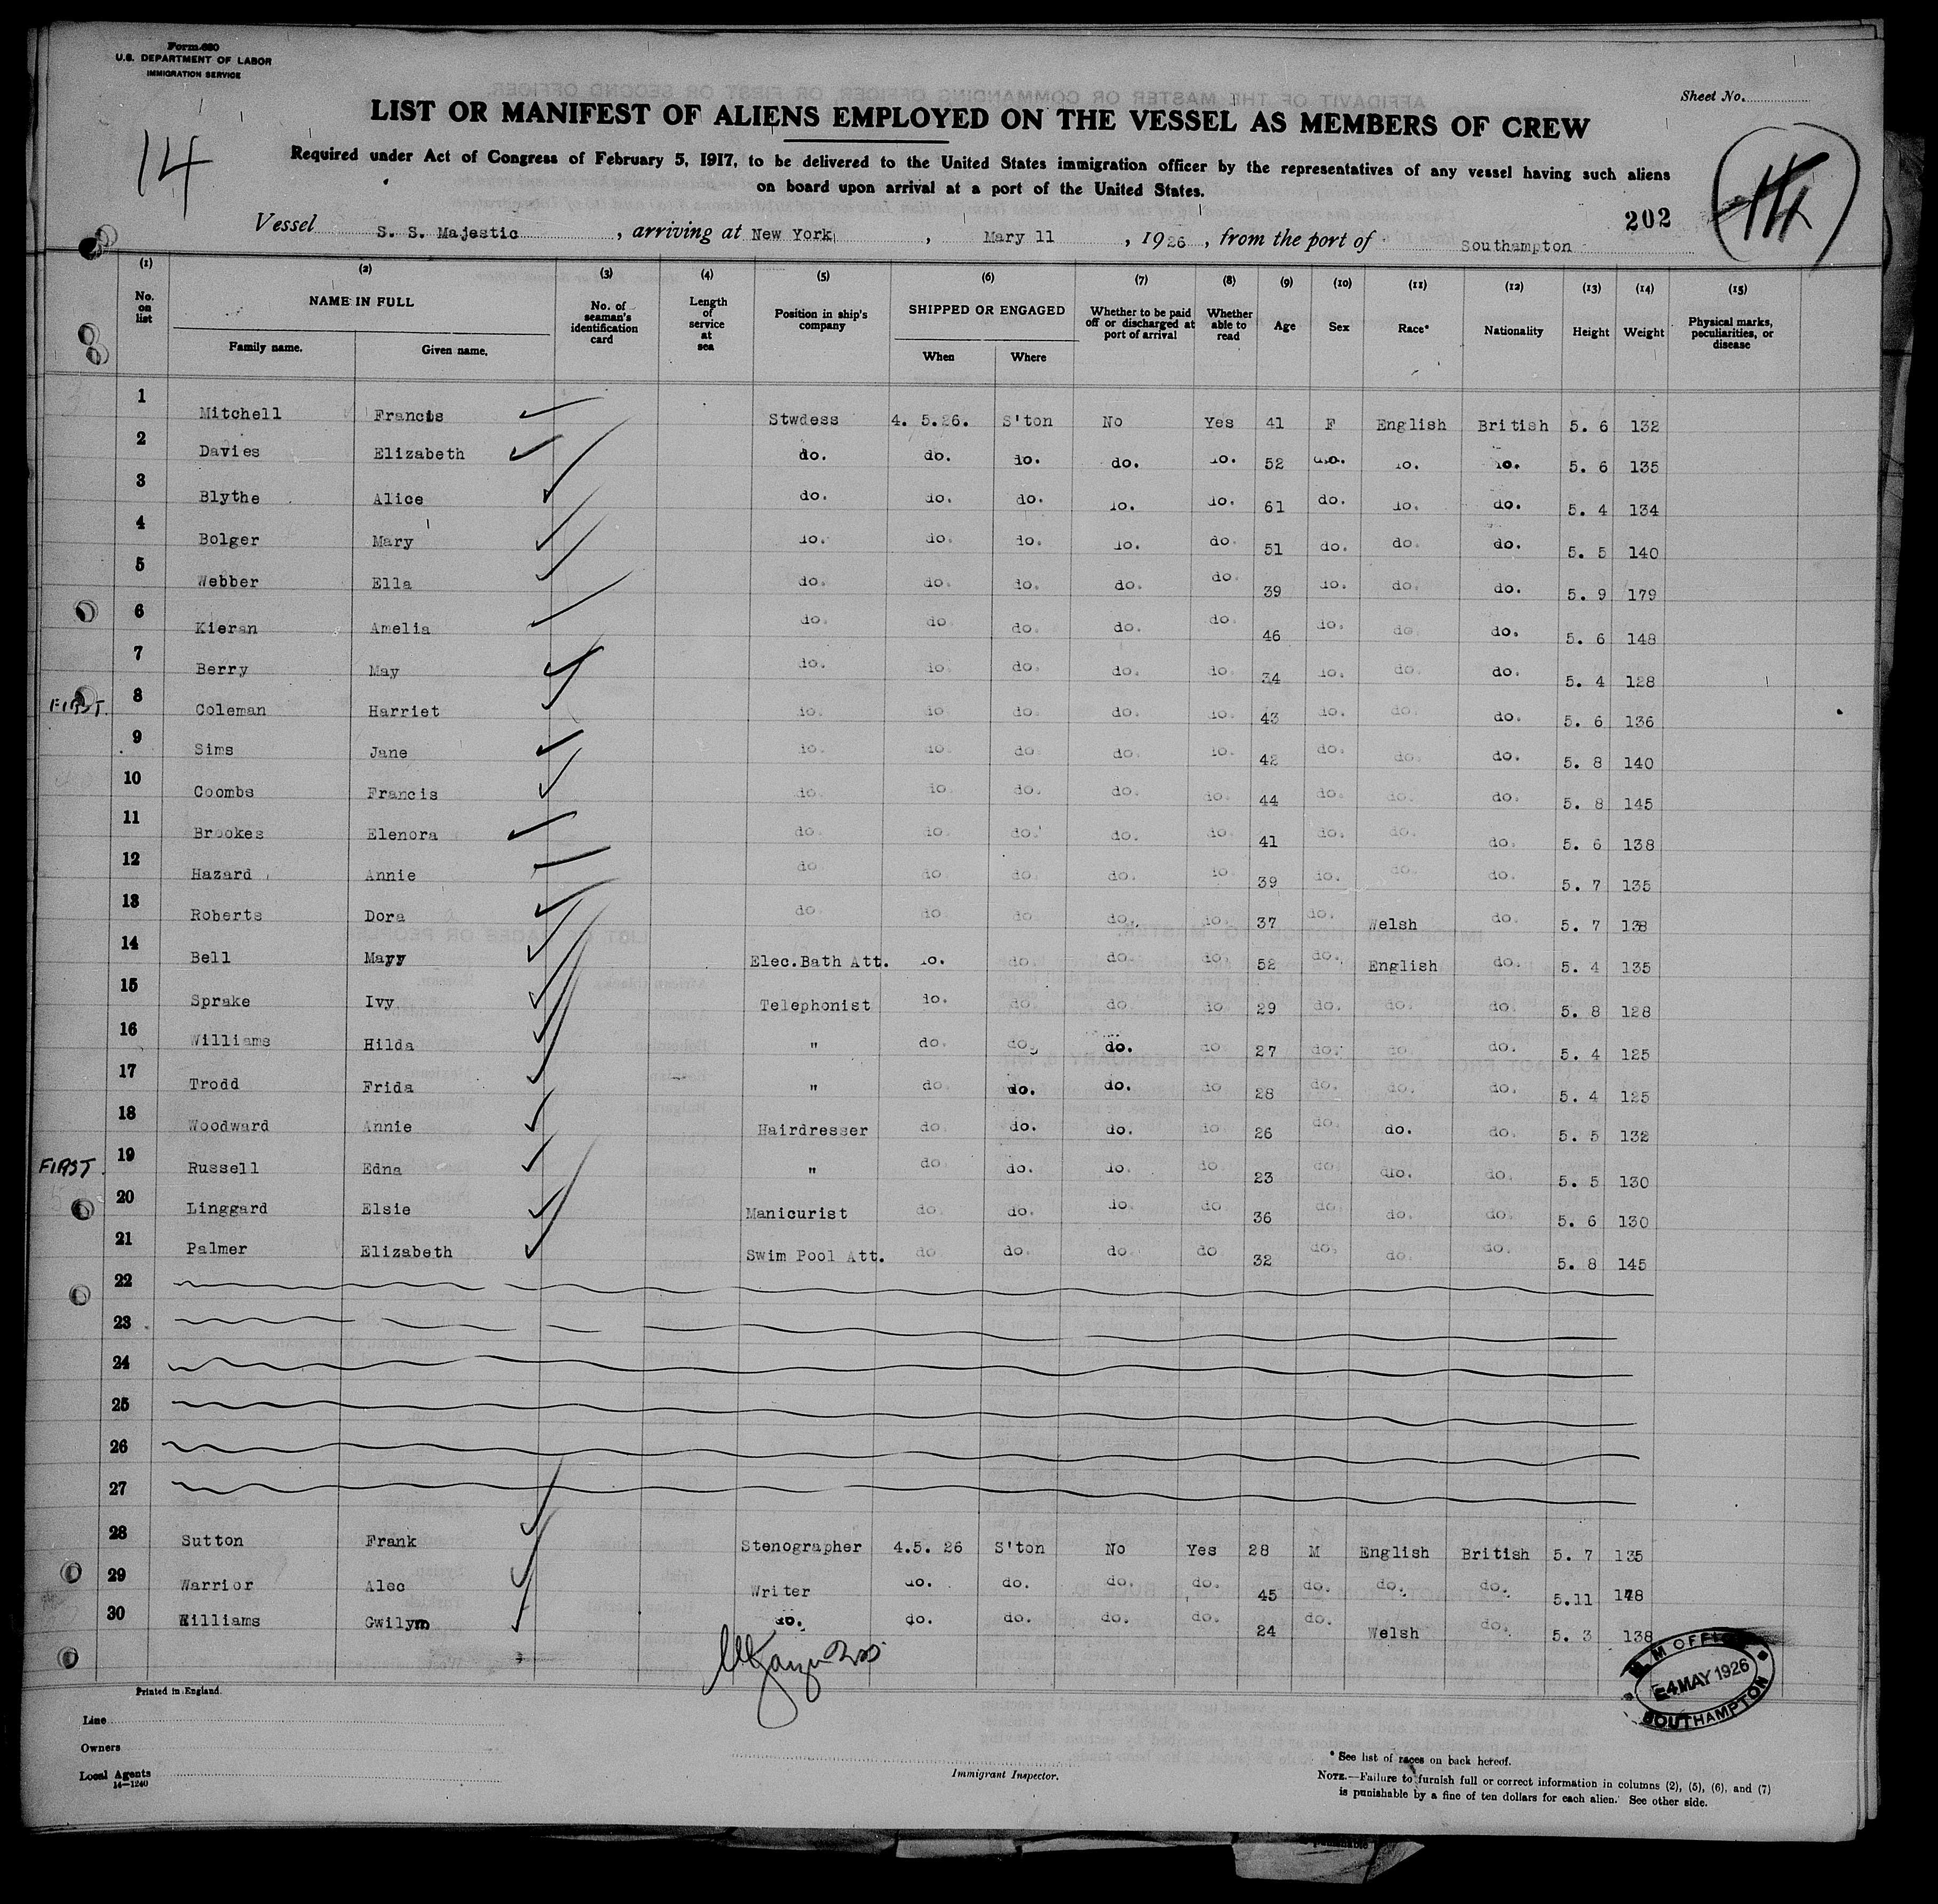 Form 680
U.S. DEPARTMENT OF LABOR
IMMIGRATION SERVICE
Sheet No.
LIST OR MANIFEST OF ALIENS EMPLOYED ON THE VESSEL AS MEMBERS OF CREW
14
Required under Act of Congress of February 5, 1917, to be delivered to the United States immigration officer by the representatives of any vessel having such aliens
on board upon arrival at a port of the United States.
202
Vessel S. S. Majestic, arriving at New York, Mary 11, 1926, from the port of Southampton
(1) (2) (3) (4) (5) (6) (7) (8) (9) (10) (11) (12) (13) (14) (15)
No. on list NAME IN FULL Family name. Given name. No. of seaman's identification card Length of service at sea Position in ship's company SHIPPED OR ENGAGED When Where Whether to be paid off or discharged at port of arrival Whether able to read Age Sex Race* Nationality Height Weight Physical marks, peculiarities, or disease
1 Mitchell Francis Stwdess 4. 5.26. S'ton No Yes 41 F English British 5. 6 132
2 Davies Elizabeth do. do. do. do. do. 52 do. do. do. 5. 6 135
3 Blythe Alice do. do. do. do. do. 61 do. do. do. 5. 4 134
4 Bolger Mary do. do. do. do. do. 51 do. do. do. 5. 5 140
5 Webber Ella do. do. do. do. do. 39 do. do. do. 5. 9 179
6 Kieran Amelia do. do. do. do. do. 46 do. do. do. 5. 6 148
7 Berry May do. do. do. do. do. 34 do. do. do. 5. 4 128
FIRST. 8 Coleman Harriet do. do. do. do. do. 43 do. do. do. 5. 6 136
9 Sims Jane do. do. do. do. do. 42 do. do. do. 5. 8 140
10 Coombs Francis do. do. do. do. do. 44 do. do. do. 5. 8 145
11 Brookes Elenora do. do. do. do. do. 41 do. do. do. 5. 6 138
12 Hazard Annie do do. do. do. do. 39 do. do. do. 5. 7 135
13 Roberts Dora do do. do. do. do. 37 do. Welsh do. 5. 7 138
14 Bell Mayy Elec.Bath Att. do. do. do. do. 52 do. English do. 5. 4 135
15 Sprake Ivy Telephonist do. do. do. do 29 do. do. do. 5. 8 128
16 Williams Hilda " do. do. do. do 27 do. do. do. 5. 4 125
17 Trodd Frida " do. do. do. do 28 do. do. do. 5. 4 125
18 Woodward Annie Hairdresser do. do. do. do 26 do. do. do. 5. 5 132
FIRST. 19 Russell Edna " do. do. do. do 23 do. do. do. 5. 5 130
20 Linggard Elsie Manicurist do. do. do. do 36 do. do. do. 5. 6 130
21 Palmer Elizabeth Swim Pool Att. do do. do. do 32 do. do. do. 5. 8 145
22
23
24
25
26
27
28 Sutton Frank Stenographer 4.5. 26 S'ton No Yes 28 M English British 5. 7 135
29 Warrior Alec Writer do. do. do. do. 45 do. do. do. 5.11 148
30 Williams Gwilym do. do. do. do. do. 24 do. Welsh do. 5. 3 138
M M OFFICE
24 MAY 1926
SOUTHAMPTON
Printed in England.
Line
Owners
Local Agents
14—1240
Immigrant Inspector.
* See list of races on back hereof.
NOTE.—Failure to furnish full or correct information in columns (2), (5), (6), and (7)
is punishable by a fine of ten dollars for each alien. See other side.